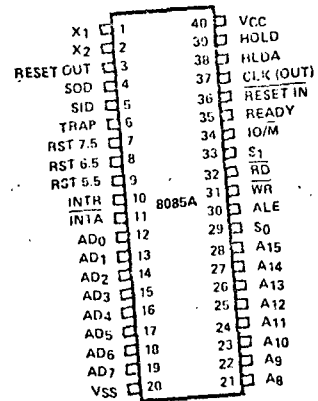 X1 1
X2 2
RESET OUT 3
SOD 4
SID 5
TRAP 6
RST 7.5 7
RST 6.5 8
RST 5.5 9
INTR 10
INTA 11
AD0 12
AD1 13
AD2 14
AD3 15
AD4 16
AD5 17
AD6 18
AD7 19
VSS 20
8085A
40 VCC
39 HOLD
38 HLDA
37 CLK (OUT)
36 RESET IN
35 READY
34 IO/M
33 S1
32 RD
31 WR
30 ALE
29 S0
28 A15
27 A14
26 A13
25 A12
24 A11
23 A10
22 A9
21 A8